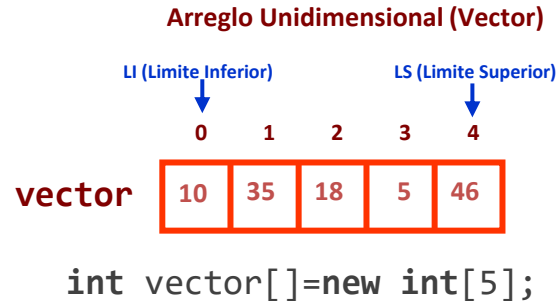 Arreglo Unidimensional (Vector)
LI (Limite Inferior) LS (Limite Superior)
0 1 2 3 4
vector 10 35 18 5 46
int vector[]=new int[5];